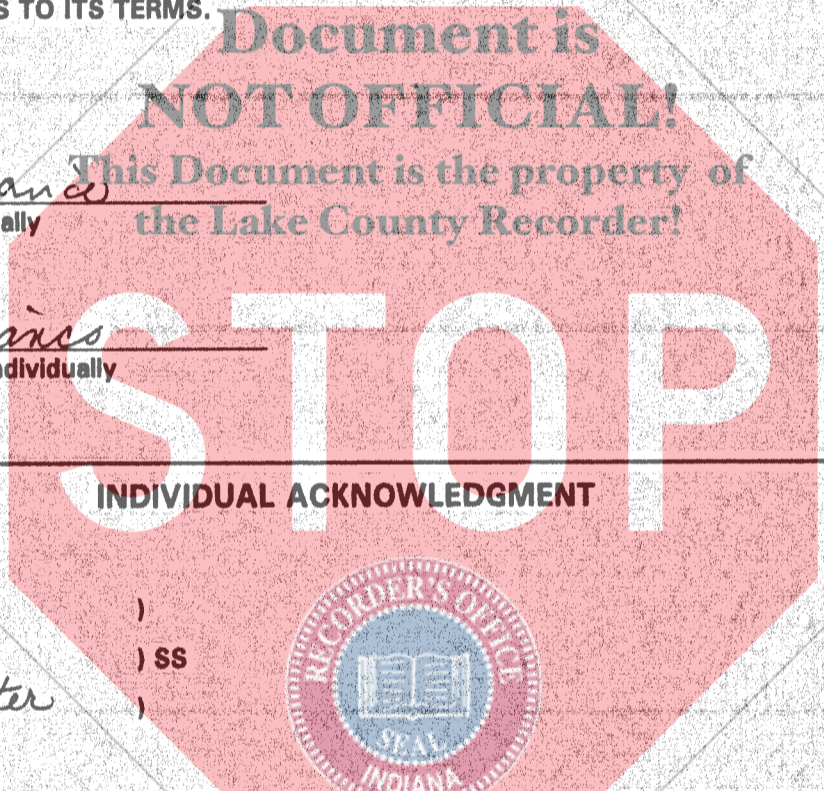 S TO ITS TERMS.
Document is
NOT OFFICIAL!
This Document is the property of
the Lake County Recorder!
ally
dividually
STOP
INDIVIDUAL ACKNOWLEDGMENT
)
) SS
)
RECORDER'S OFFICE
SEAL
INDIANA